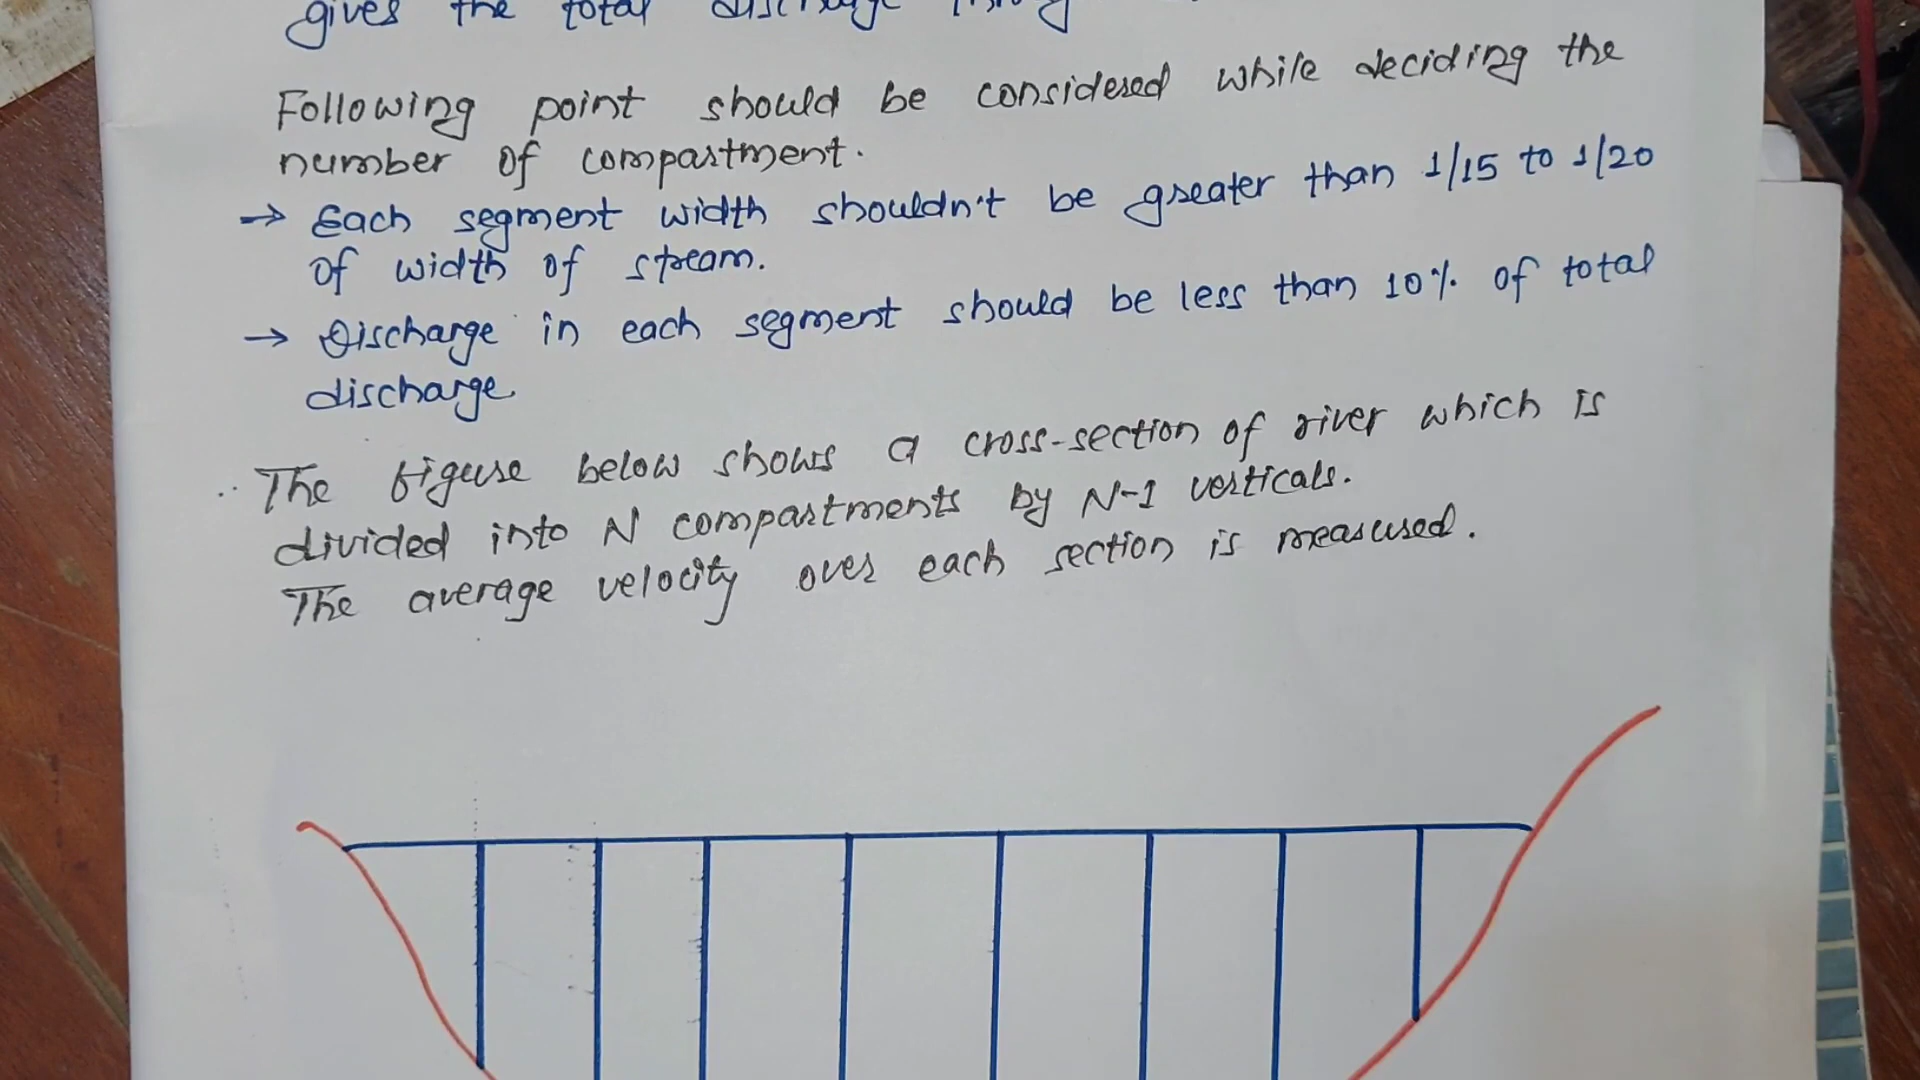 gives the total discharge
Following point should be considered while deciding the
number of compartment.
→ Each segment width shouldn't be greater than 1/15 to 1/20
of width of stream.
→ Discharge in each segment should be less than 10% of total
discharge.
The figure below shows a cross-section of river which is
divided into N compartments by N-1 verticals.
The average velocity over each section is measured.